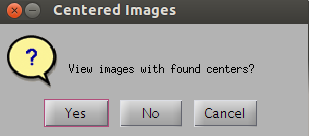 Centered Images
?
View images with found centers?
Yes No Cancel